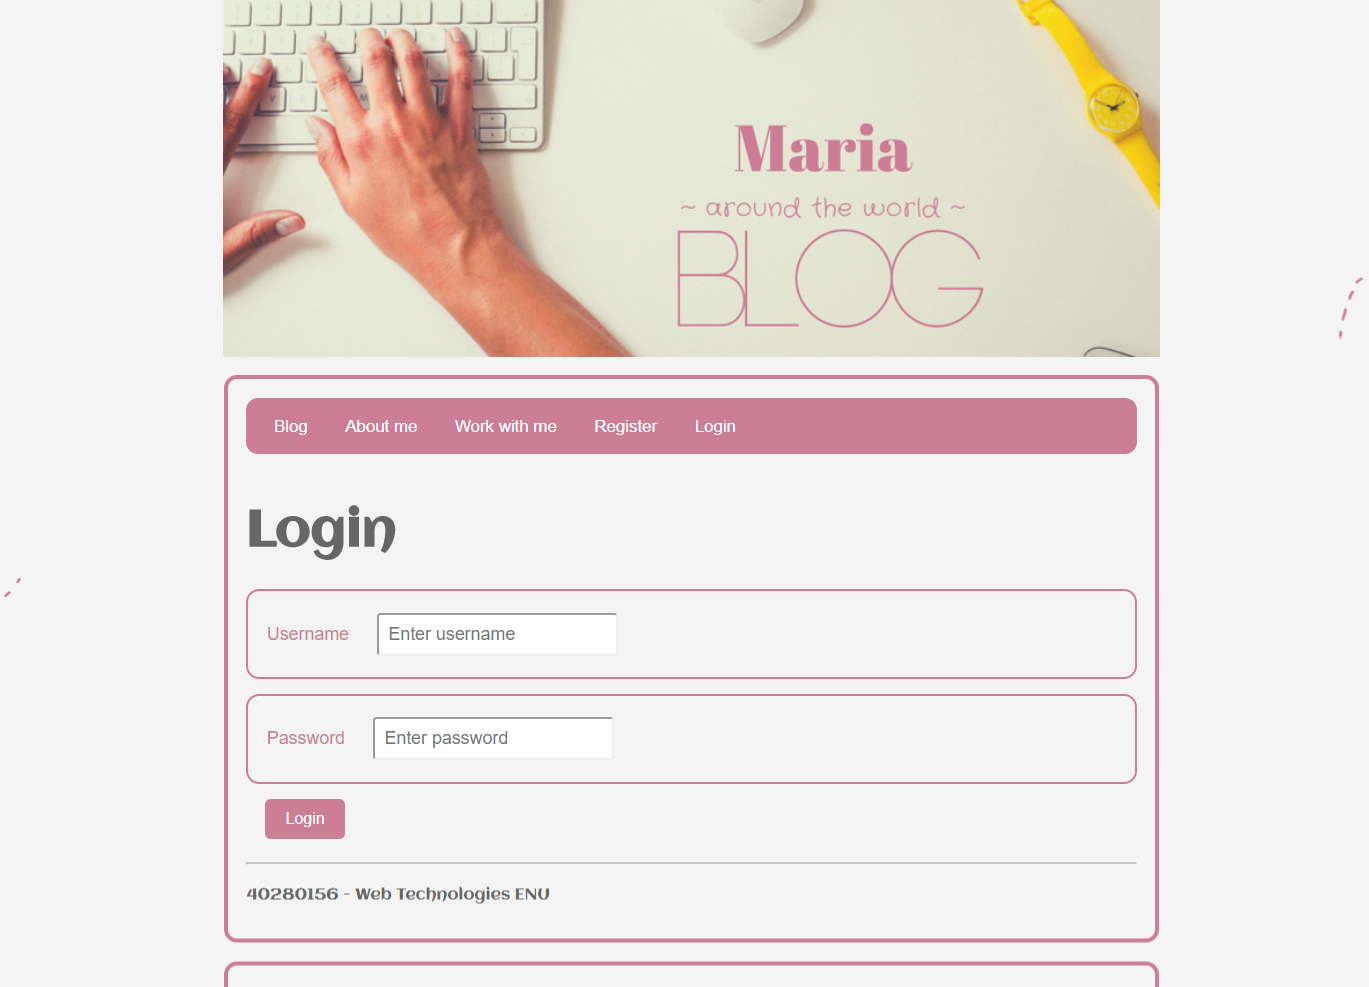 Maria
~ around the world ~
BLOG
Blog About me Work with me Register Login
Login
Username Enter username
Password Enter password
Login
40280156 - Web Technologies ENU